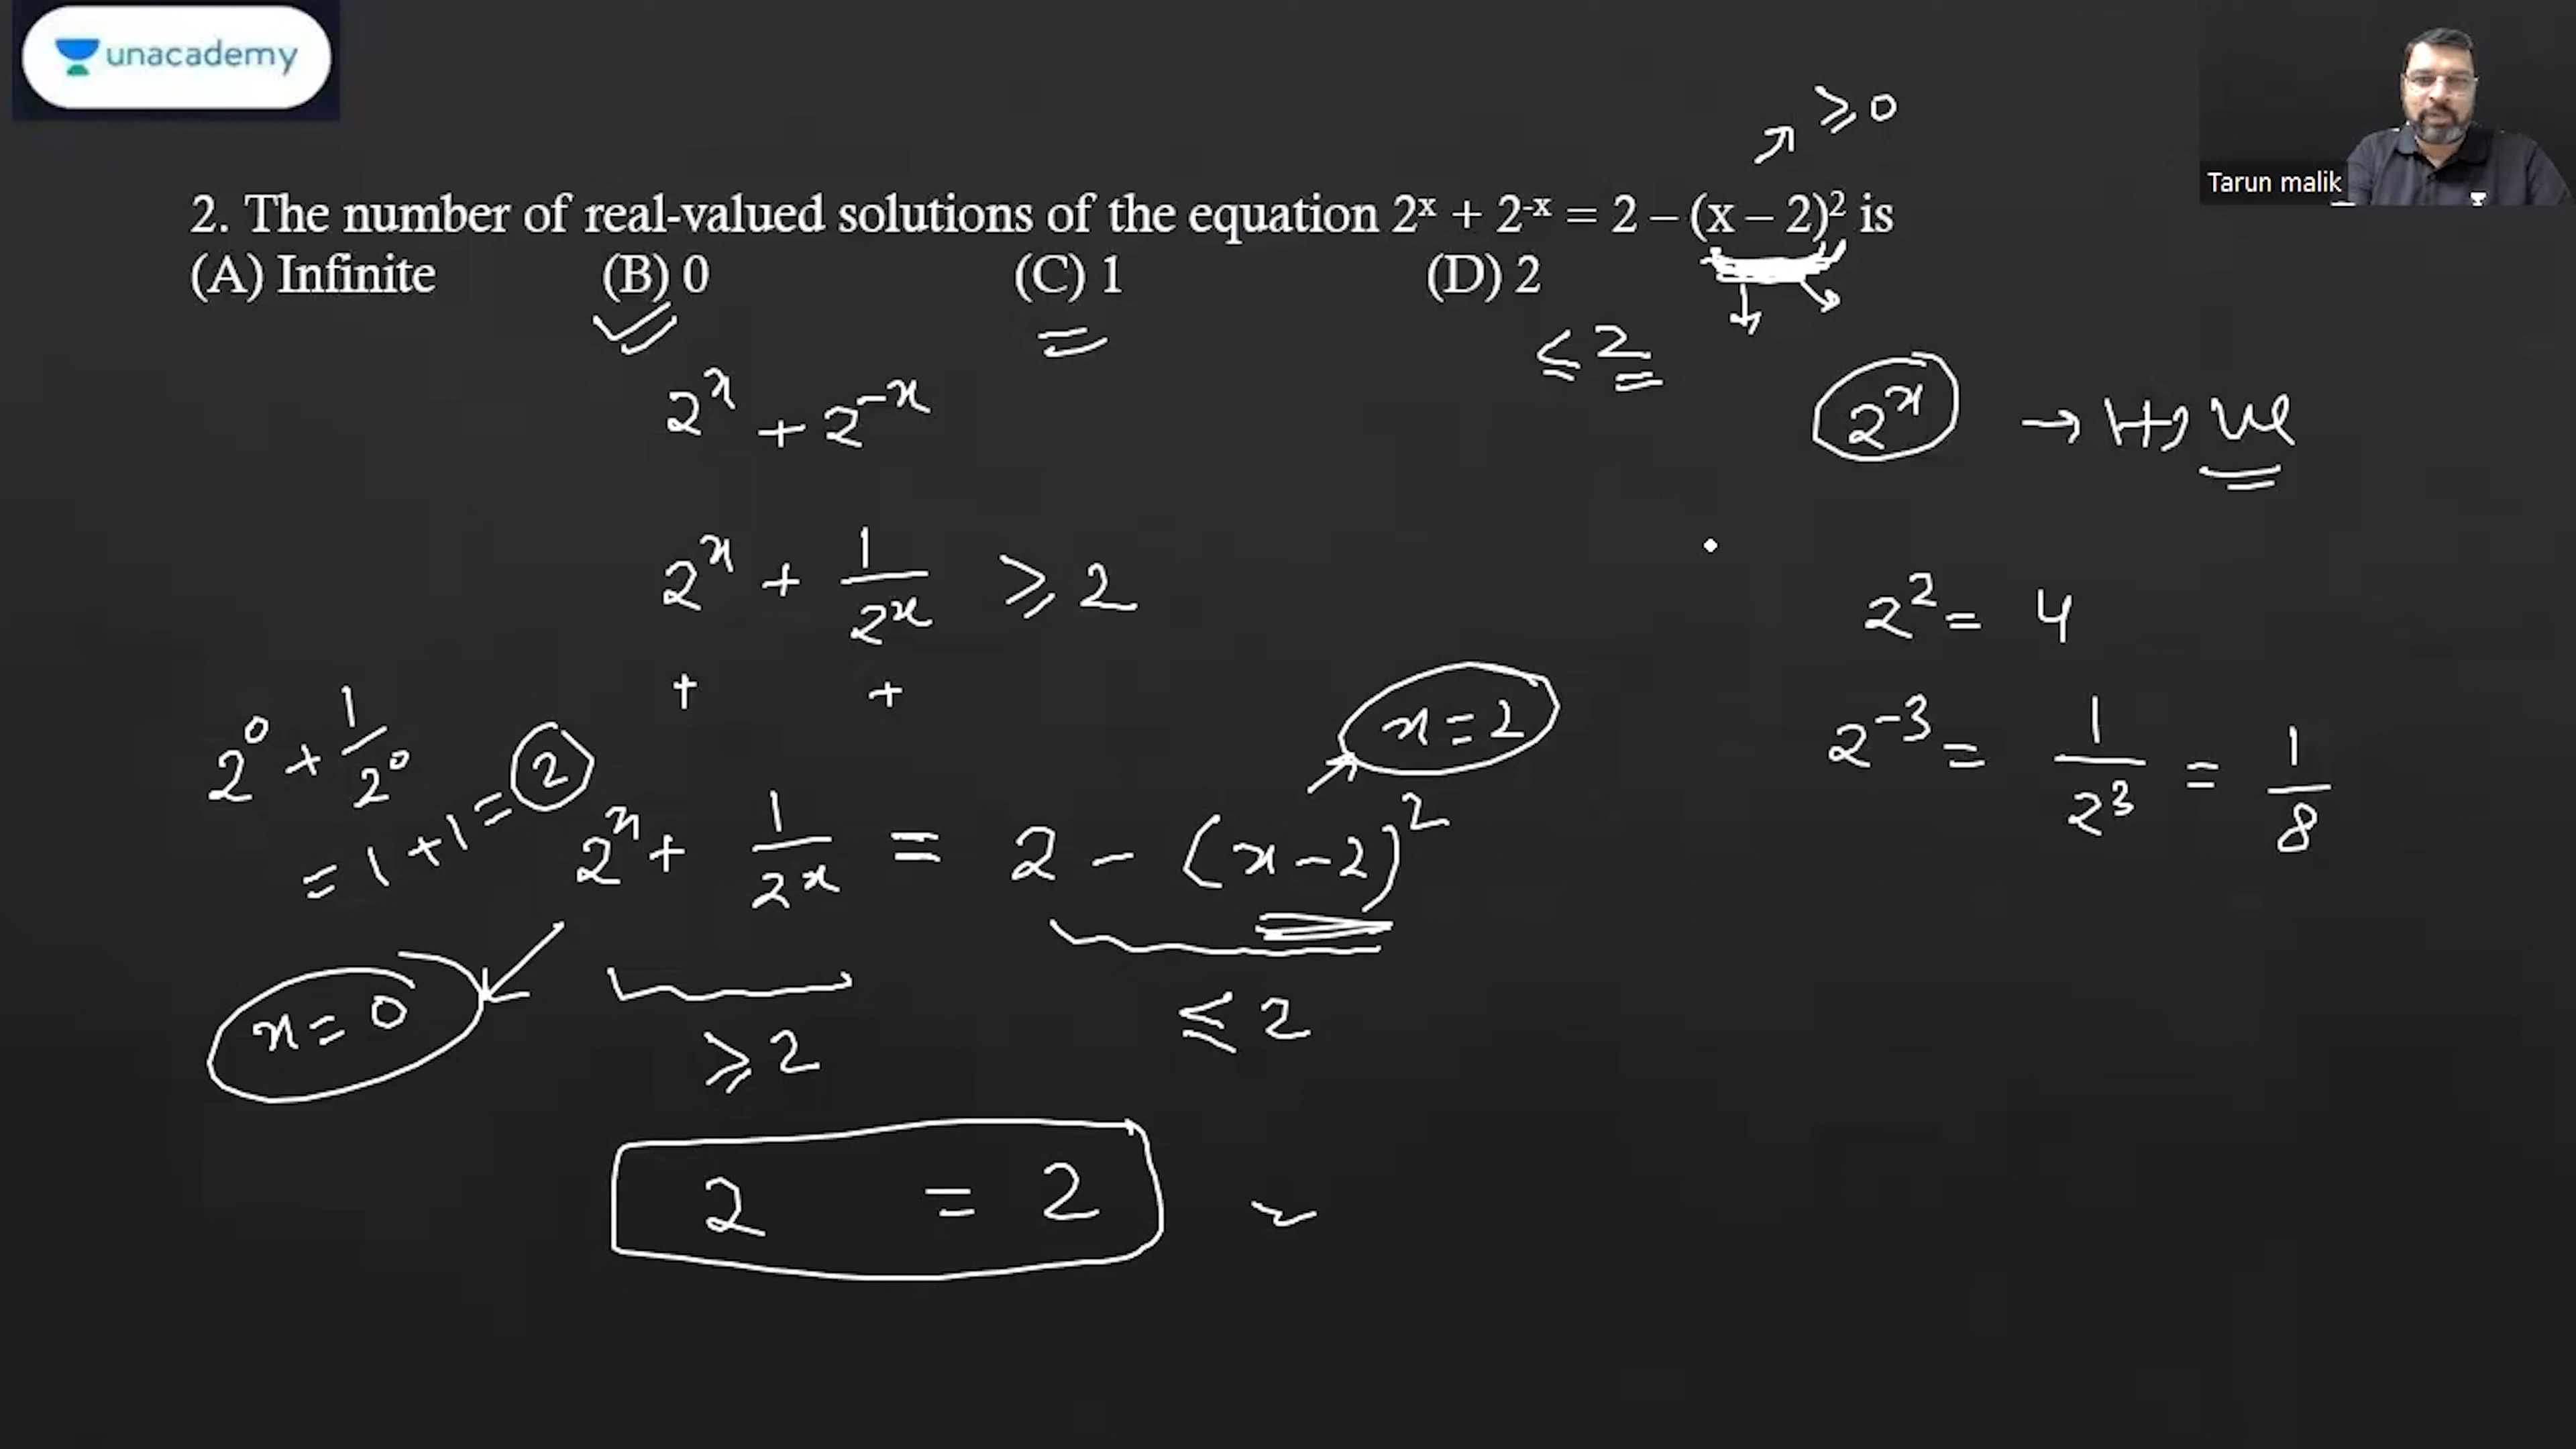 unacademy
Tarun malik
≥ 0
2. The number of real-valued solutions of the equation 2ˣ + 2⁻ˣ = 2 – (x – 2)² is
(A) Infinite (B) 0 (C) 1 (D) 2
≤ 2
2ˣ + 2⁻ˣ
2ˣ → (+)ve
2ˣ + 1/2ˣ ≥ 2
+ +
2² = 4
2⁻³ = 1/2³ = 1/8
2⁰ + 1/2⁰
= 1 + 1 = 2
x = 2
2ˣ + 1/2ˣ = 2 – (x – 2)²
x = 0
≥ 2
≤ 2
2 = 2